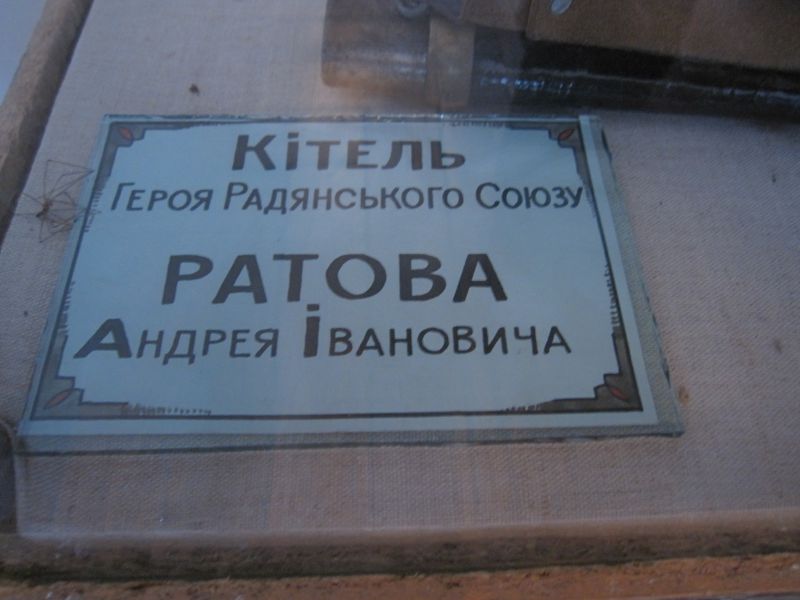 Кітель
Героя Радянського Союзу
РАТОВА
Андрея Івановича